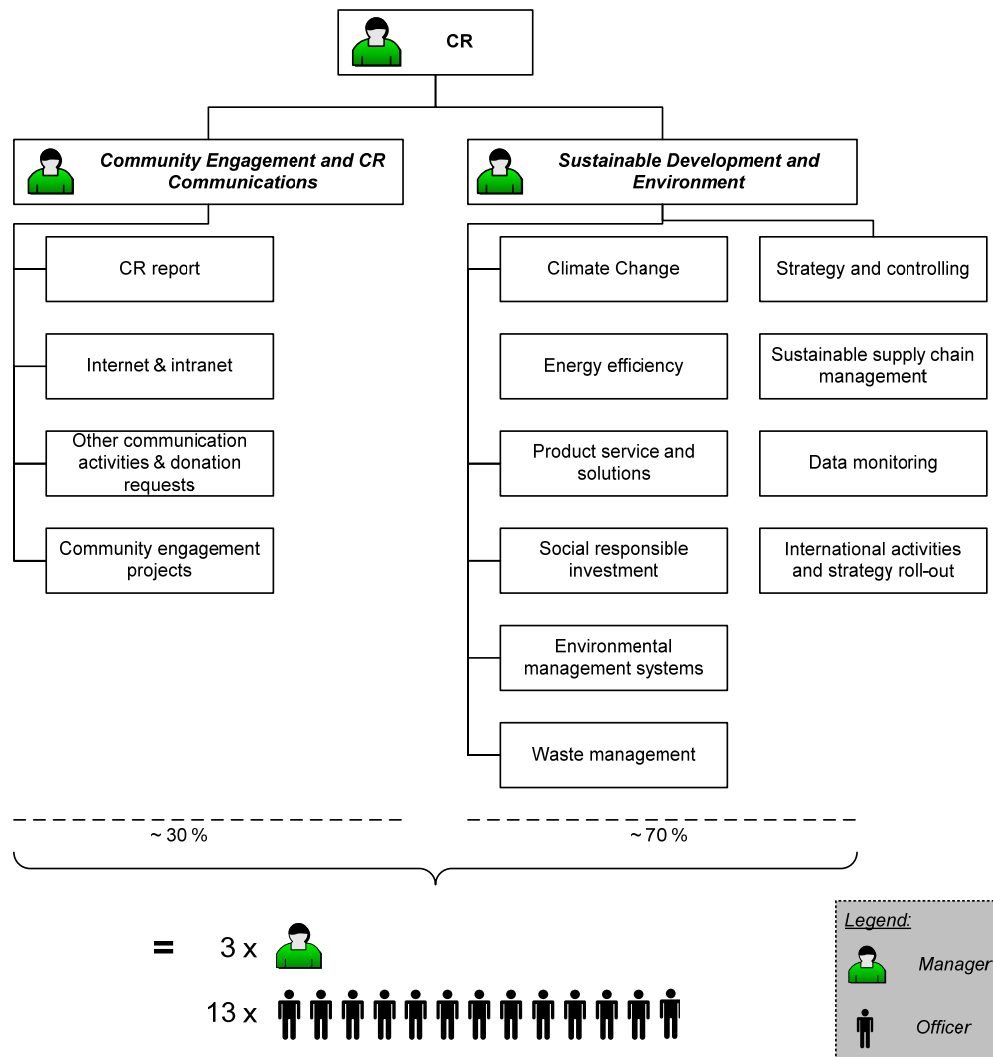 CR
Community Engagement and CR
Communications
Sustainable Development and
Environment
CR report
Internet & intranet
Other communication
activities & donation
requests
Community engagement
projects
Climate Change
Energy efficiency
Product service and
solutions
Social responsible
investment
Environmental
management systems
Waste management
Strategy and controlling
Sustainable supply chain
management
Data monitoring
International activities
and strategy roll-out
~ 30 %
~ 70 %
= 3 x
13 x
Legend:
Manager
Officer